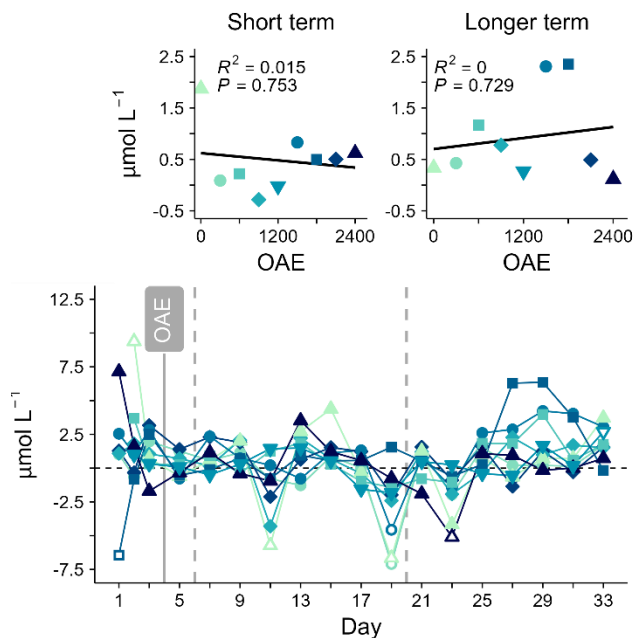 Short term
Longer term
μmol L⁻¹
2.5
1.5
0.5
-0.5
R² = 0.015
P = 0.753
0
1200
2400
OAE
2.5
1.5
0.5
-0.5
R² = 0
P = 0.729
0
1200
2400
OAE
μmol L⁻¹
12.5
7.5
2.5
-2.5
-7.5
OAE
1
5
9
13
17
21
25
29
33
Day